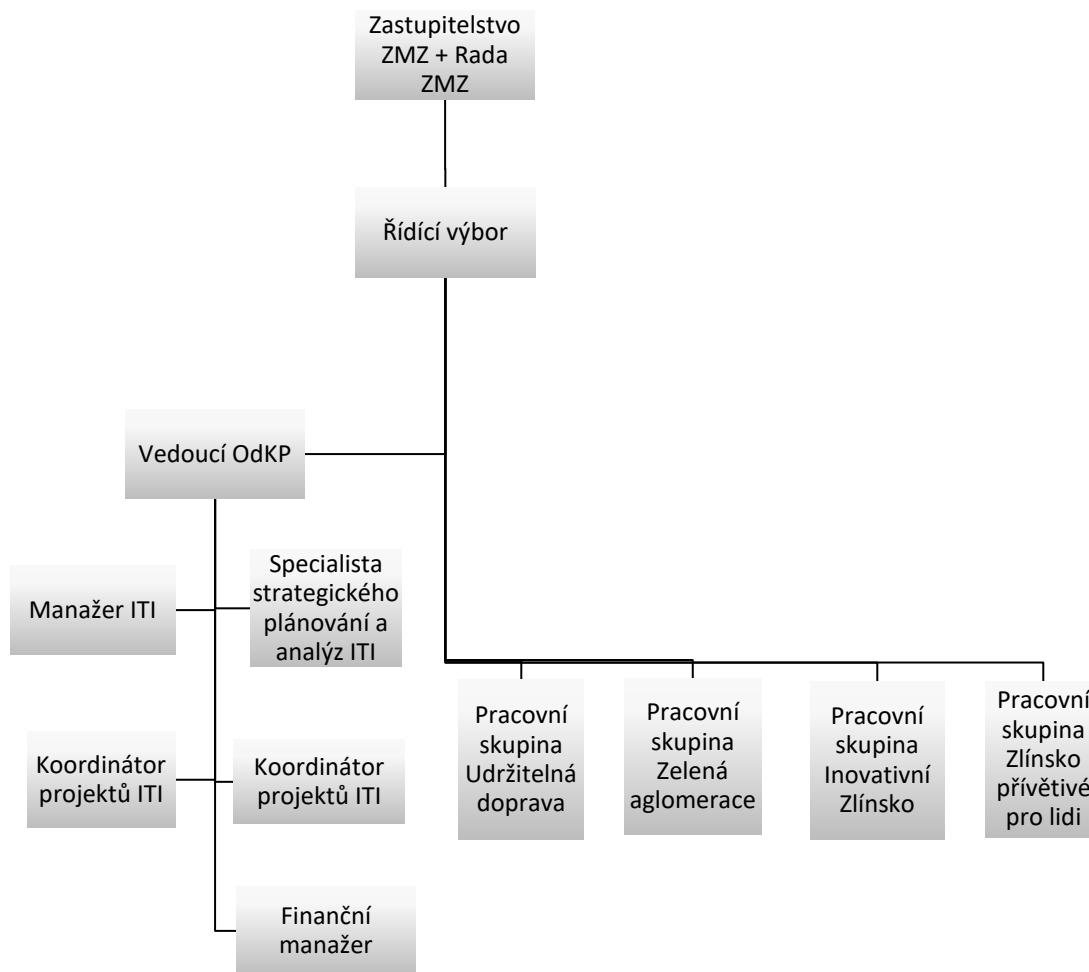 Zastupitelstvo
ZMZ + Rada
ZMZ
Řídící výbor
Vedoucí OdKP
Manažer ITI
Specialista
strategického
plánování a
analýz ITI
Koordinátor
projektů ITI
Koordinátor
projektů ITI
Finanční
manažer
Pracovní
skupina
Udržitelná
doprava
Pracovní
skupina
Zelená
aglomerace
Pracovní
skupina
Inovativní
Zlínsko
Pracovní
skupina
Zlínsko
přívětivé
pro lidi